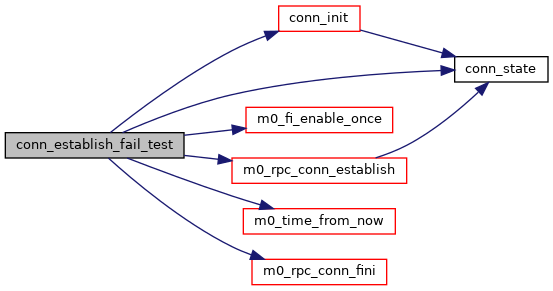 conn_init
conn_state
m0_fi_enable_once
conn_establish_fail_test
m0_rpc_conn_establish
m0_time_from_now
m0_rpc_conn_fini